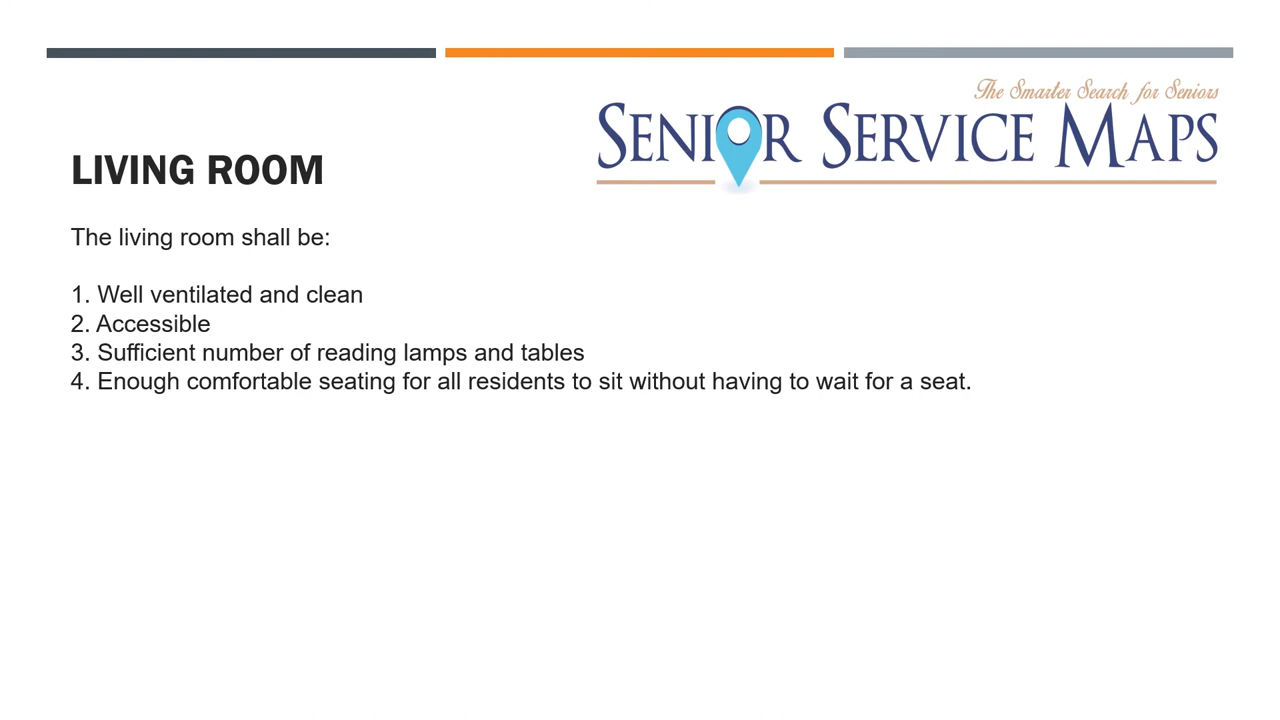 The Smarter Search for Seniors
SENIOR SERVICE MAPS
LIVING ROOM
The living room shall be:
1. Well ventilated and clean
2. Accessible
3. Sufficient number of reading lamps and tables
4. Enough comfortable seating for all residents to sit without having to wait for a seat.